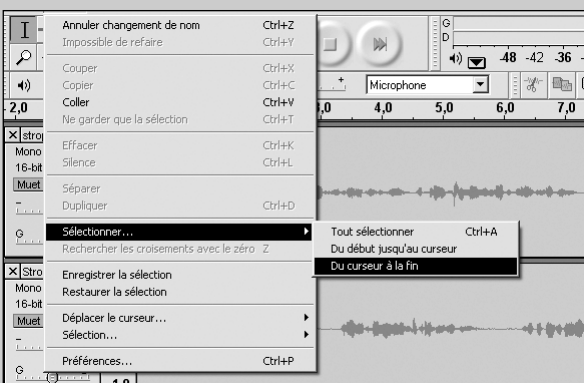 Annuler changement de nom Ctrl+Z
Impossible de refaire Ctrl+Y
Couper Ctrl+X
Copier Ctrl+C
Coller Ctrl+V
Ne garder que la sélection Ctrl+T
Effacer Ctrl+K
Silence Ctrl+L
Séparer
Dupliquer Ctrl+D
Sélectionner...
Rechercher les croisements avec le zéro Z
Enregistrer la sélection
Restaurer la sélection
Déplacer le curseur...
Sélection...
Préférences... Ctrl+P
Tout sélectionner Ctrl+A
Du début jusqu'au curseur
Du curseur à la fin
G
D
-48 -42 -36
Microphone
2,0 3,0 4,0 5,0 6,0 7,0
X strop
Mono
16-bit
Muet
G
X Stro
Mono
16-bit
Muet
G
1,0